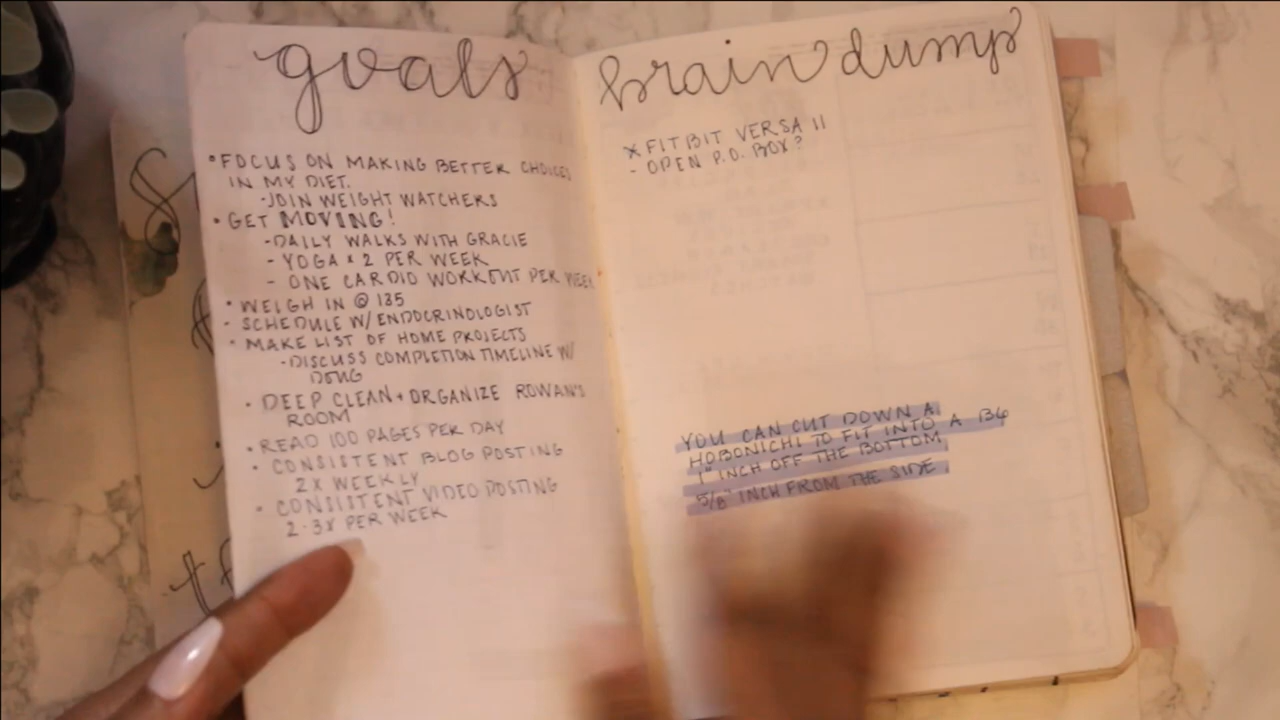 goals
• FOCUS ON MAKING BETTER CHOICES
IN MY DIET.
- JOIN WEIGHT WATCHERS
• GET MOVING!
- DAILY WALKS WITH GRACIE
- YOGA x 2 PER WEEK
- ONE CARDIO WORKOUT PER WEEK
• WEIGH IN @ 135
- SCHEDULE W/ ENDOCRINOLOGIST
• MAKE LIST OF HOME PROJECTS
- DISCUSS COMPLETION TIMELINE W/
DOUG
• DEEP CLEAN + ORGANIZE ROWAN'S
ROOM
• READ 100 PAGES PER DAY
• CONSISTENT BLOG POSTING
2X WEEKLY
• CONSISTENT VIDEO POSTING
2-3X PER WEEK
brain dump
x FITBIT VERSA II
- OPEN P.O. BOX?
YOU CAN CUT DOWN A
HOBONICHI TO FIT INTO A B6
1" INCH OFF THE BOTTOM
5/8" INCH FROM THE SIDE